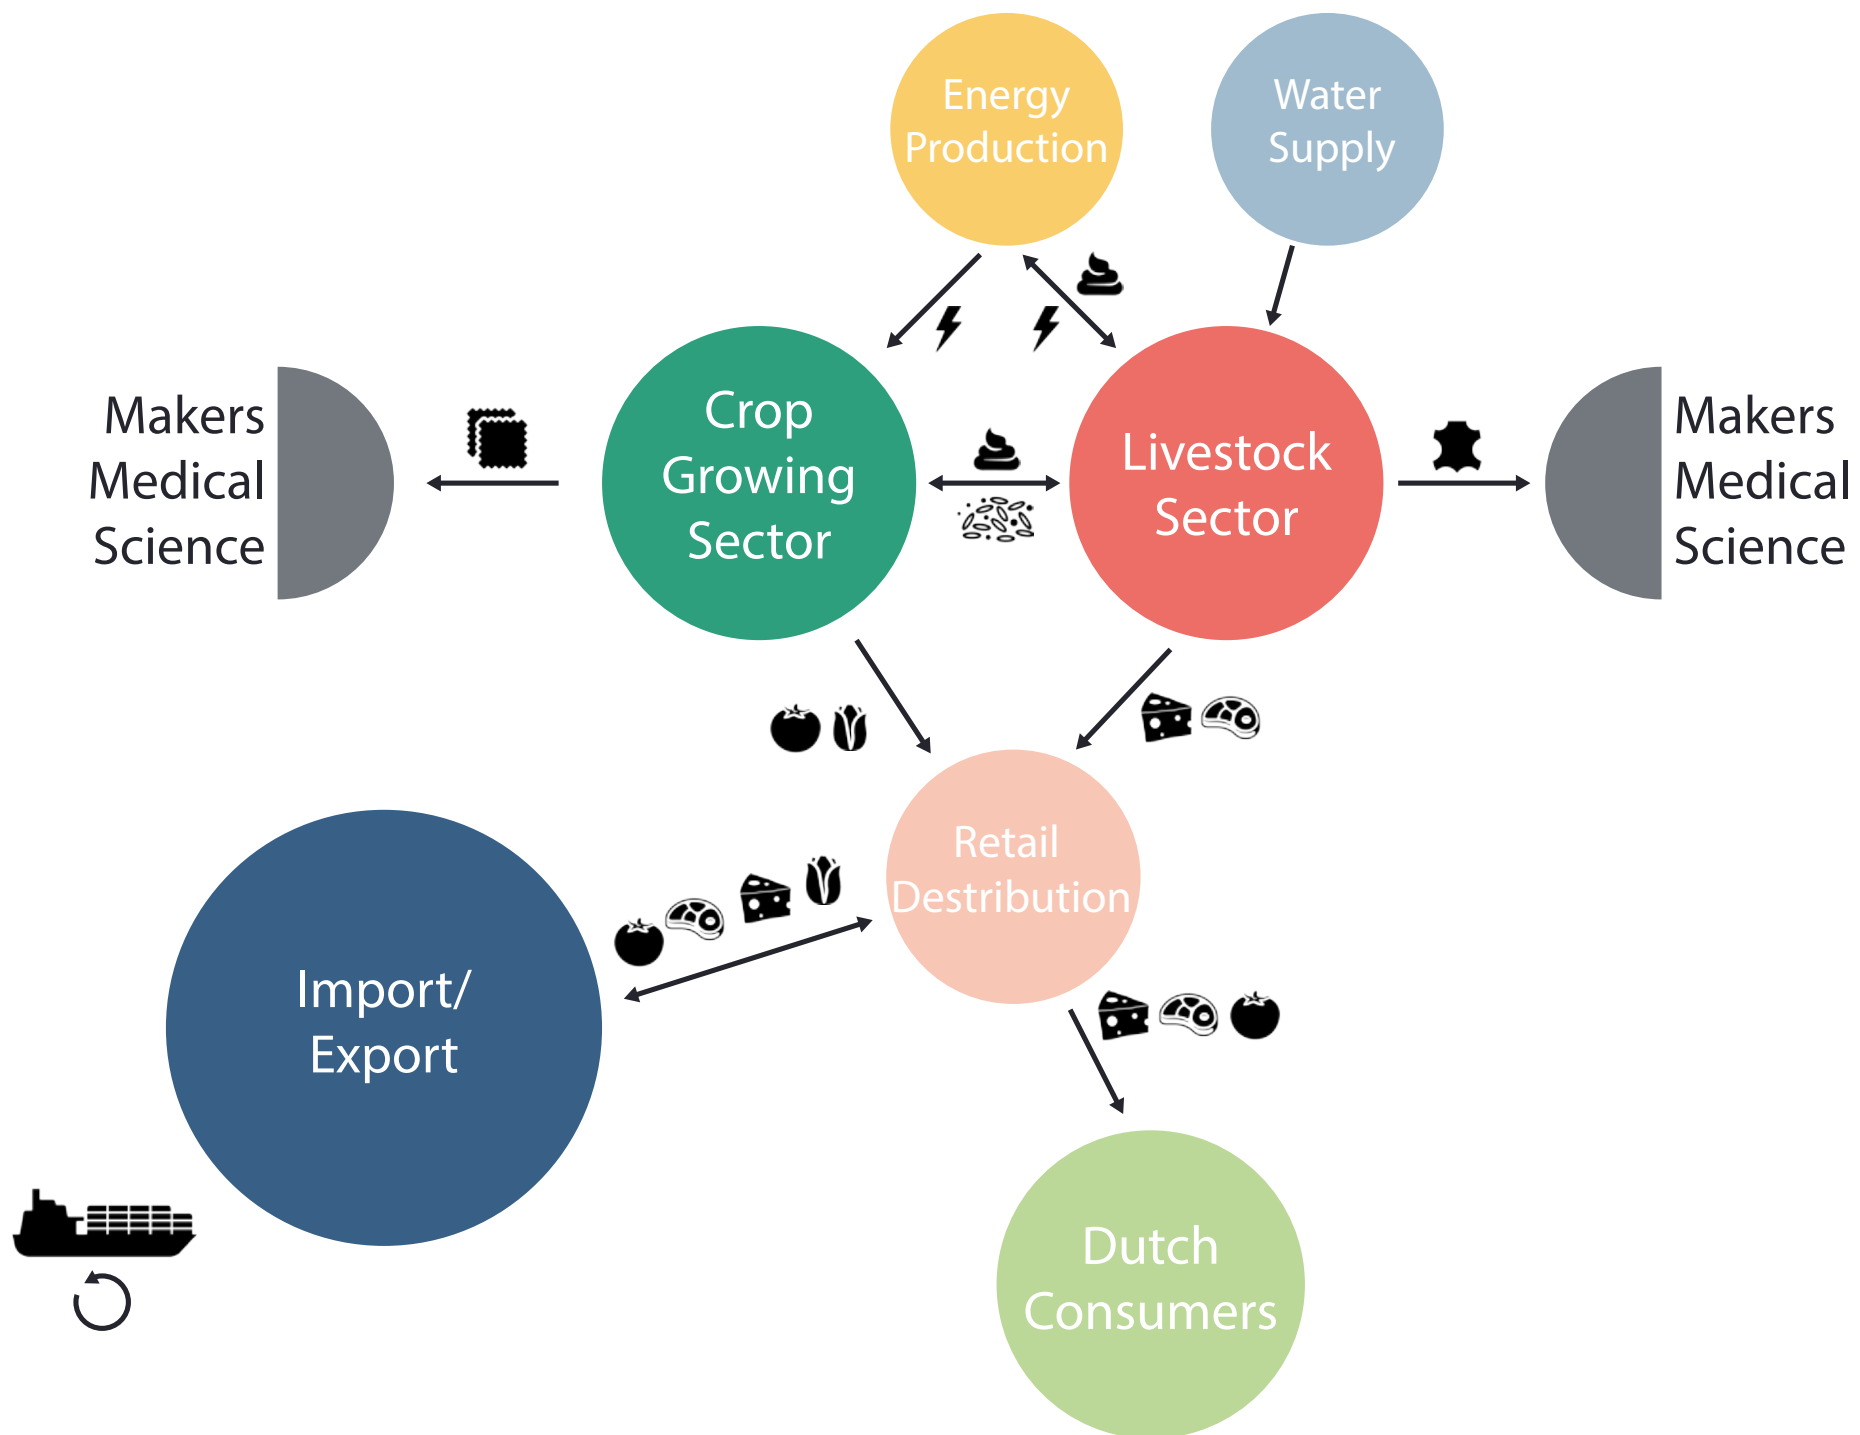 Energy
Production
Water
Supply
Makers
Medical
Science
Crop
Growing
Sector
Livestock
Sector
Makers
Medical
Science
Retail
Destribution
Import/
Export
Dutch
Consumers